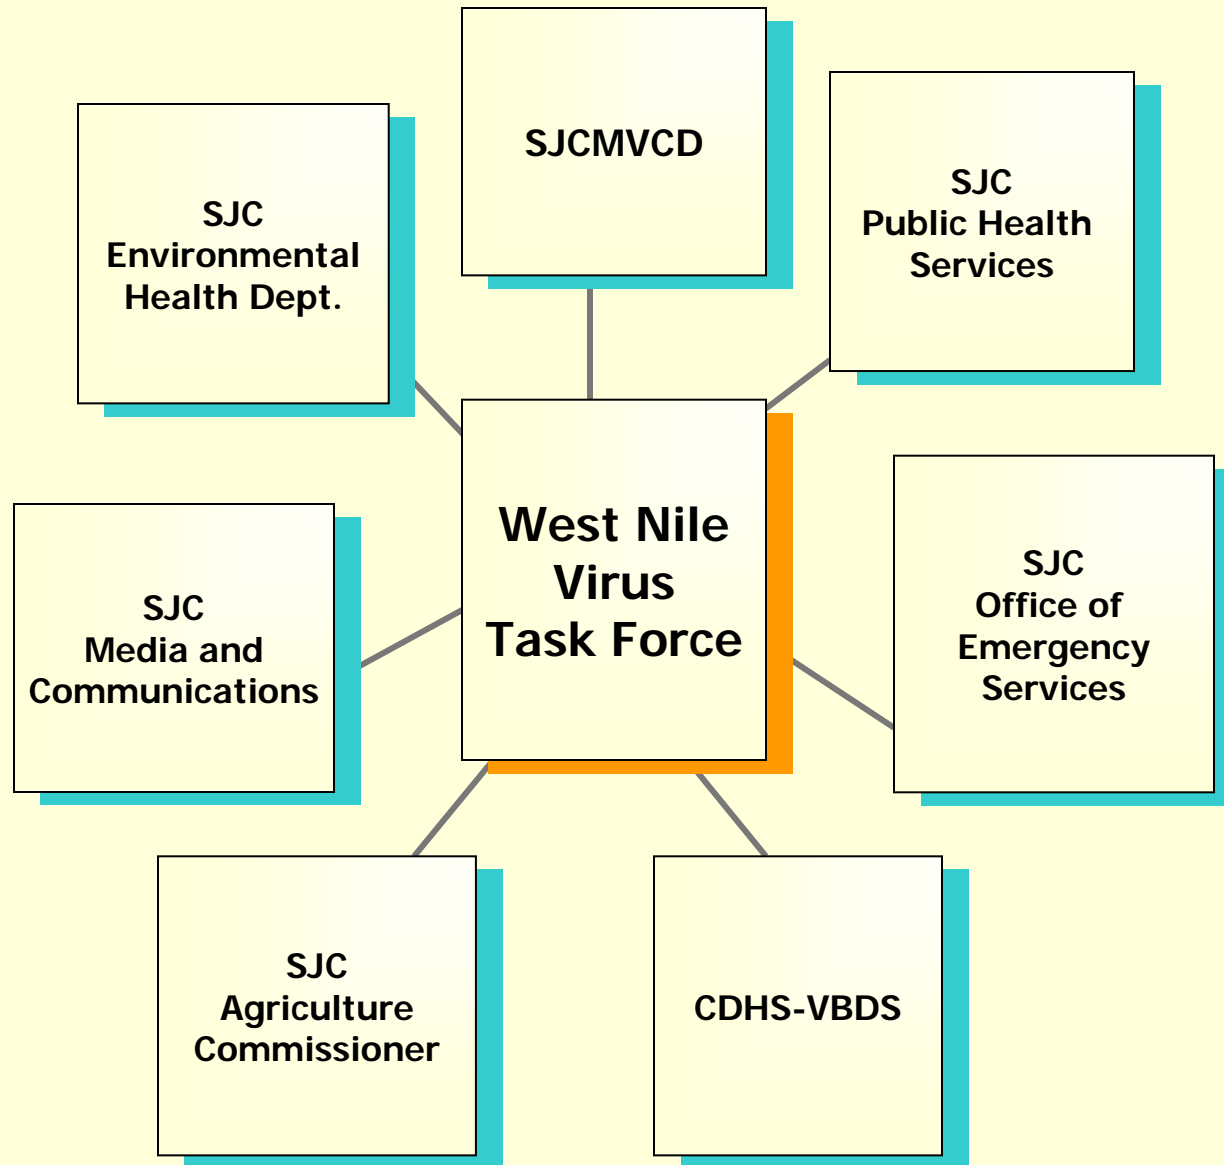 SJCMVCD
SJC
Environmental
Health Dept.
SJC
Public Health
Services
West Nile
Virus
Task Force
SJC
Media and
Communications
SJC
Office of
Emergency
Services
SJC
Agriculture
Commissioner
CDHS-VBDS